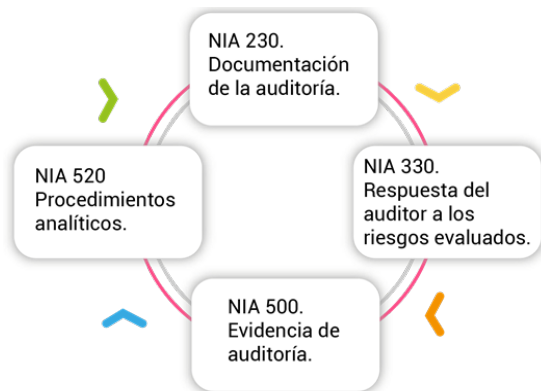 NIA 230.
Documentación
de la auditoría.
NIA 520
Procedimientos
analíticos.
NIA 330.
Respuesta del
auditor a los
riesgos evaluados.
NIA 500.
Evidencia de
auditoría.